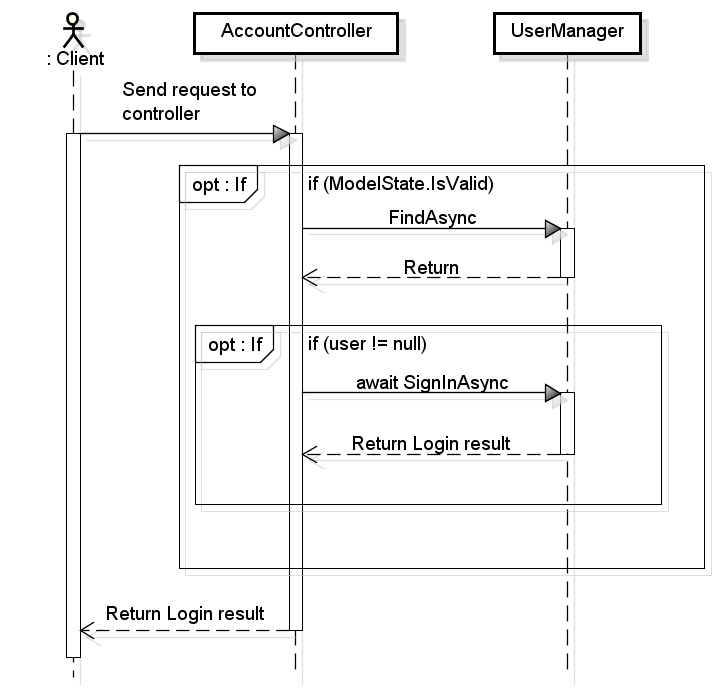 : Client
AccountController
UserManager
Send request to
controller
opt : If
if (ModelState.IsValid)
FindAsync
Return
opt : If
if (user != null)
await SignInAsync
Return Login result
Return Login result